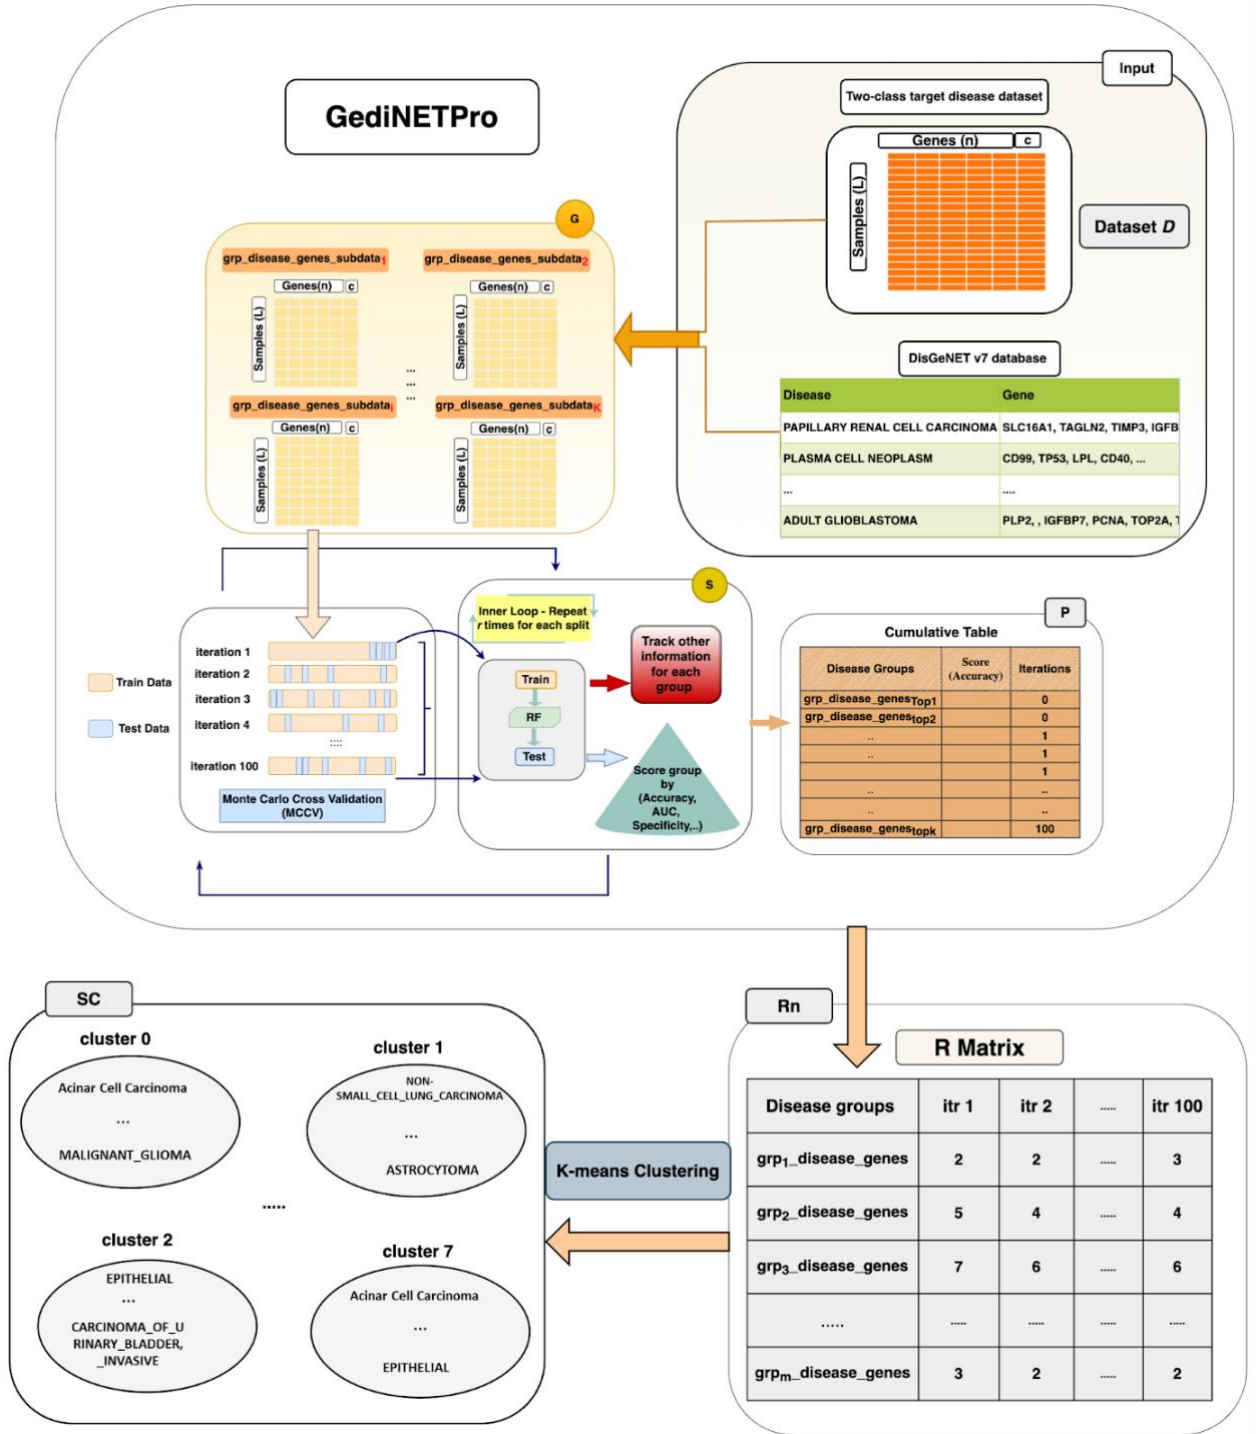 GediNETPro
Input
Two-class target disease dataset
Genes (n)
c
Samples (L)
Dataset D
DisGeNET v7 database
Disease Gene
PAPILLARY RENAL CELL CARCINOMA SLC16A1, TAGLN2, TIMP3, IGFB
PLASMA CELL NEOPLASM CD99, TP53, LPL, CD40, ...
... ....
ADULT GLIOBLASTOMA PLP2, , IGFBP7, PCNA, TOP2A, T
G
grp_disease_genes_subdata1
Genes(n) c
Samples (L)
grp_disease_genes_subdata2
Genes(n) c
Samples (L)
...
...
...
grp_disease_genes_subdatai
Genes(n) c
Samples (L)
grp_disease_genes_subdataK
Genes(n) c
Samples (L)
Train Data
Test Data
iteration 1
iteration 2
iteration 3
iteration 4
::::
iteration 100
Monte Carlo Cross Validation
(MCCV)
S
Inner Loop - Repeat
r times for each split
Train
RF
Test
Track other
information
for each
group
Score group
by
(Accuracy,
AUC,
Specificity,..)
P
Cumulative Table
Disease Groups Score (Accuracy) Iterations
grp_disease_genesTop1 0
grp_disease_genestop2 0
.. 1
.. 1
1
.. ..
.. ..
grp_disease_genestopk 100
Rn
R Matrix
Disease groups itr 1 itr 2 ..... itr 100
grp1_disease_genes 2 2 ..... 3
grp2_disease_genes 5 4 ..... 4
grp3_disease_genes 7 6 ..... 6
..... ..... ..... ..... .....
grpm_disease_genes 3 2 ..... 2
K-means Clustering
SC
cluster 0
Acinar Cell Carcinoma
...
MALIGNANT_GLIOMA
cluster 1
NON-
SMALL_CELL_LUNG_CARCINOMA
...
ASTROCYTOMA
.....
cluster 2
EPITHELIAL
...
CARCINOMA_OF_U
RINARY_BLADDER,
_INVASIVE
cluster 7
Acinar Cell Carcinoma
...
EPITHELIAL